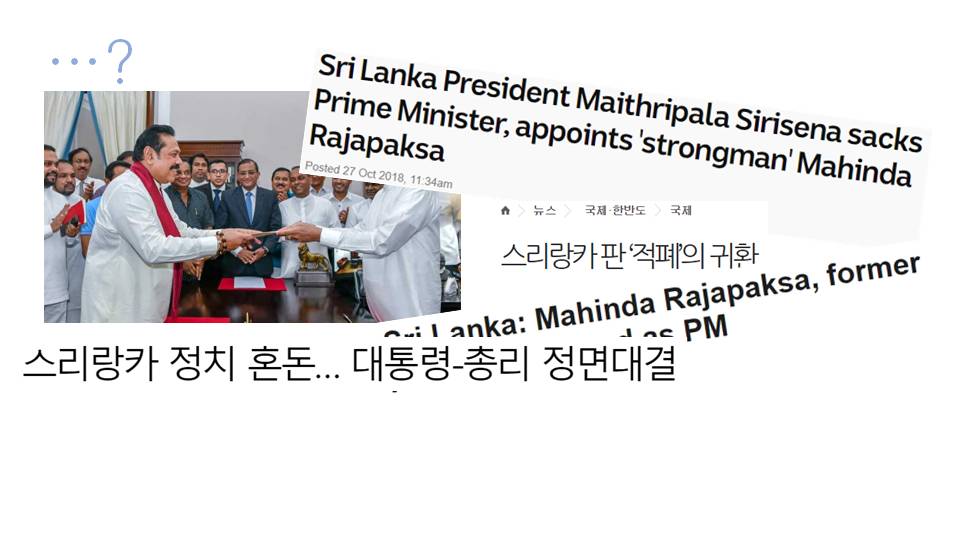 …?
Sri Lanka President Maithripala Sirisena sacks
Prime Minister, appoints 'strongman' Mahinda
Rajapaksa
Posted 27 Oct 2018, 11:34am
뉴스 국제·한반도 국제
스리랑카 판 ‘적폐’의 귀환
Sri Lanka: Mahinda Rajapaksa, former
as PM
스리랑카 정치 혼돈... 대통령-총리 정면대결